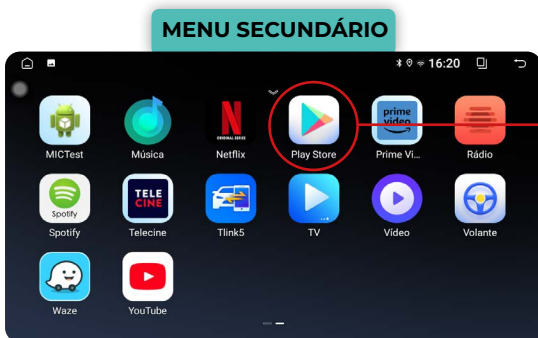 MENU SECUNDÁRIO
16:20
MICTest
Música
NETFLIX ORIGINAL SERIES
Netflix
Play Store
prime video
Prime Vi...
Rádio
Spotify
Spotify
TELE CINE
Telecine
Tlink5
TV
Vídeo
Volante
Waze
YouTube